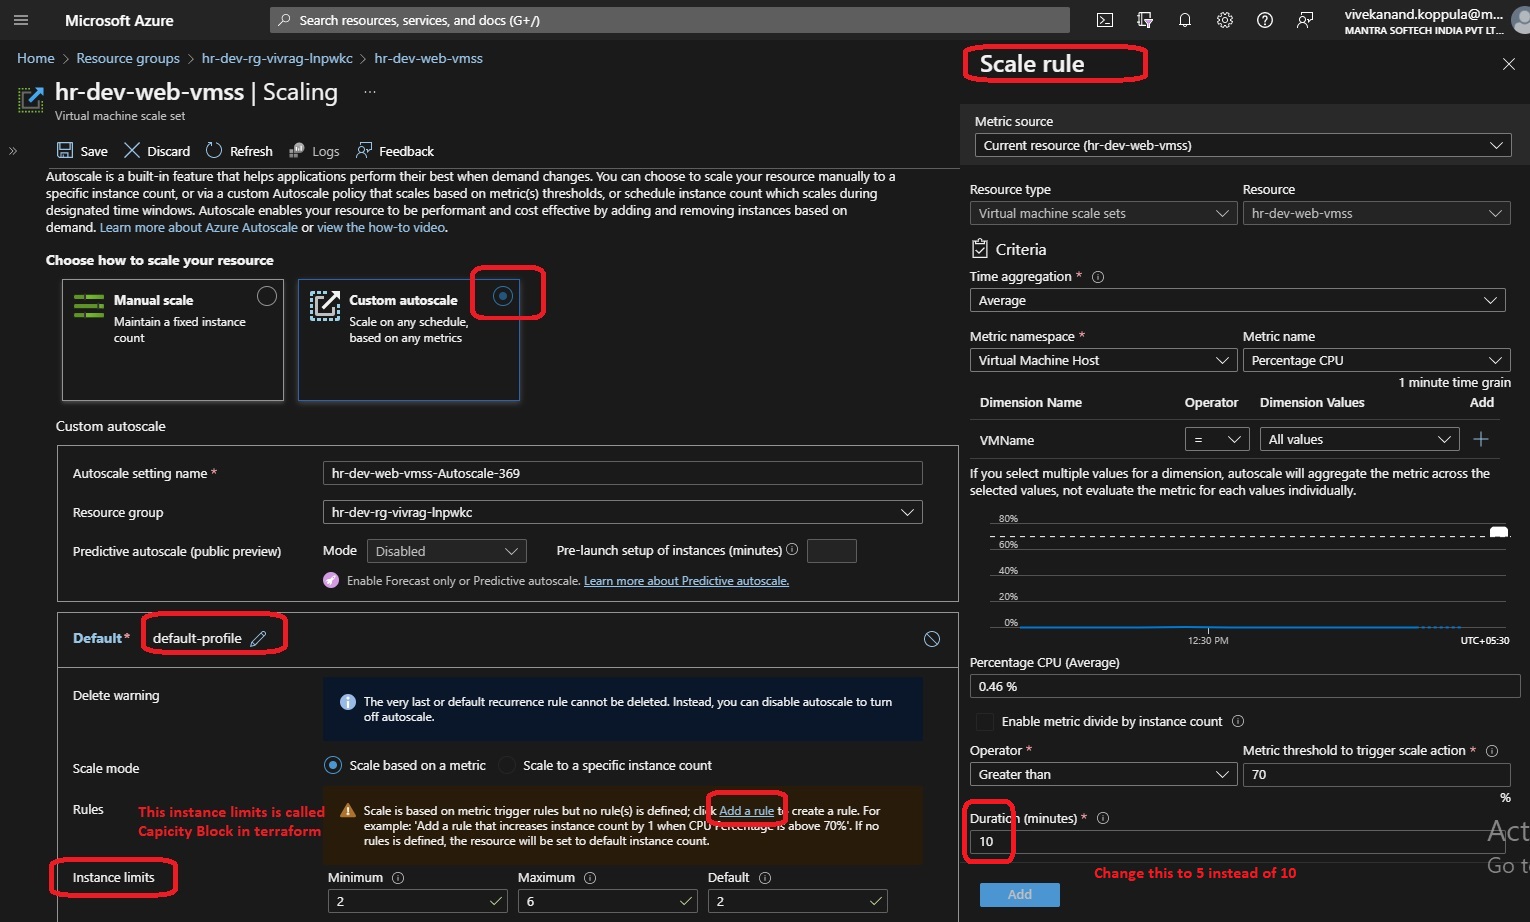 Microsoft Azure
Search resources, services, and docs (G+/)
vivekanand.koppula@m...
MANTRA SOFTECH INDIA PVT LT...
Home > Resource groups > hr-dev-rg-vivrag-lnpwkc > hr-dev-web-vmss
hr-dev-web-vmss | Scaling ...
Virtual machine scale set
Save Discard Refresh Logs Feedback
Autoscale is a built-in feature that helps applications perform their best when demand changes. You can choose to scale your resource manually to a
specific instance count, or via a custom Autoscale policy that scales based on metric(s) thresholds, or schedule instance count which scales during
designated time windows. Autoscale enables your resource to be performant and cost effective by adding and removing instances based on
demand. Learn more about Azure Autoscale or view the how-to video.
Choose how to scale your resource
Manual scale
Maintain a fixed instance
count
Custom autoscale
Scale on any schedule,
based on any metrics
Custom autoscale
Autoscale setting name *
hr-dev-web-vmss-Autoscale-369
Resource group
hr-dev-rg-vivrag-lnpwkc
Predictive autoscale (public preview)
Mode Disabled
Pre-launch setup of instances (minutes)
Enable Forecast only or Predictive autoscale. Learn more about Predictive autoscale.
Default* default-profile
Delete warning
The very last or default recurrence rule cannot be deleted. Instead, you can disable autoscale to turn
off autoscale.
Scale mode
Scale based on a metric
Scale to a specific instance count
Rules
This instance limits is called
Capicity Block in terraform
Scale is based on metric trigger rules but no rule(s) is defined; click Add a rule to create a rule. For
example: 'Add a rule that increases instance count by 1 when CPU Percentage is above 70%'. If no
rules is defined, the resource will be set to default instance count.
Instance limits
Minimum
2
Maximum
6
Default
2
Scale rule
Metric source
Current resource (hr-dev-web-vmss)
Resource type
Virtual machine scale sets
Resource
hr-dev-web-vmss
Criteria
Time aggregation *
Average
Metric namespace *
Virtual Machine Host
Metric name
Percentage CPU
1 minute time grain
Dimension Name Operator Dimension Values Add
VMName = All values +
If you select multiple values for a dimension, autoscale will aggregate the metric across the
selected values, not evaluate the metric for each values individually.
80%
60%
40%
20%
0%
12:30 PM
UTC+05:30
Percentage CPU (Average)
0.46 %
Enable metric divide by instance count
Operator *
Greater than
Metric threshold to trigger scale action *
70
%
Duration (minutes) *
10
Change this to 5 instead of 10
Add
Act
Go to